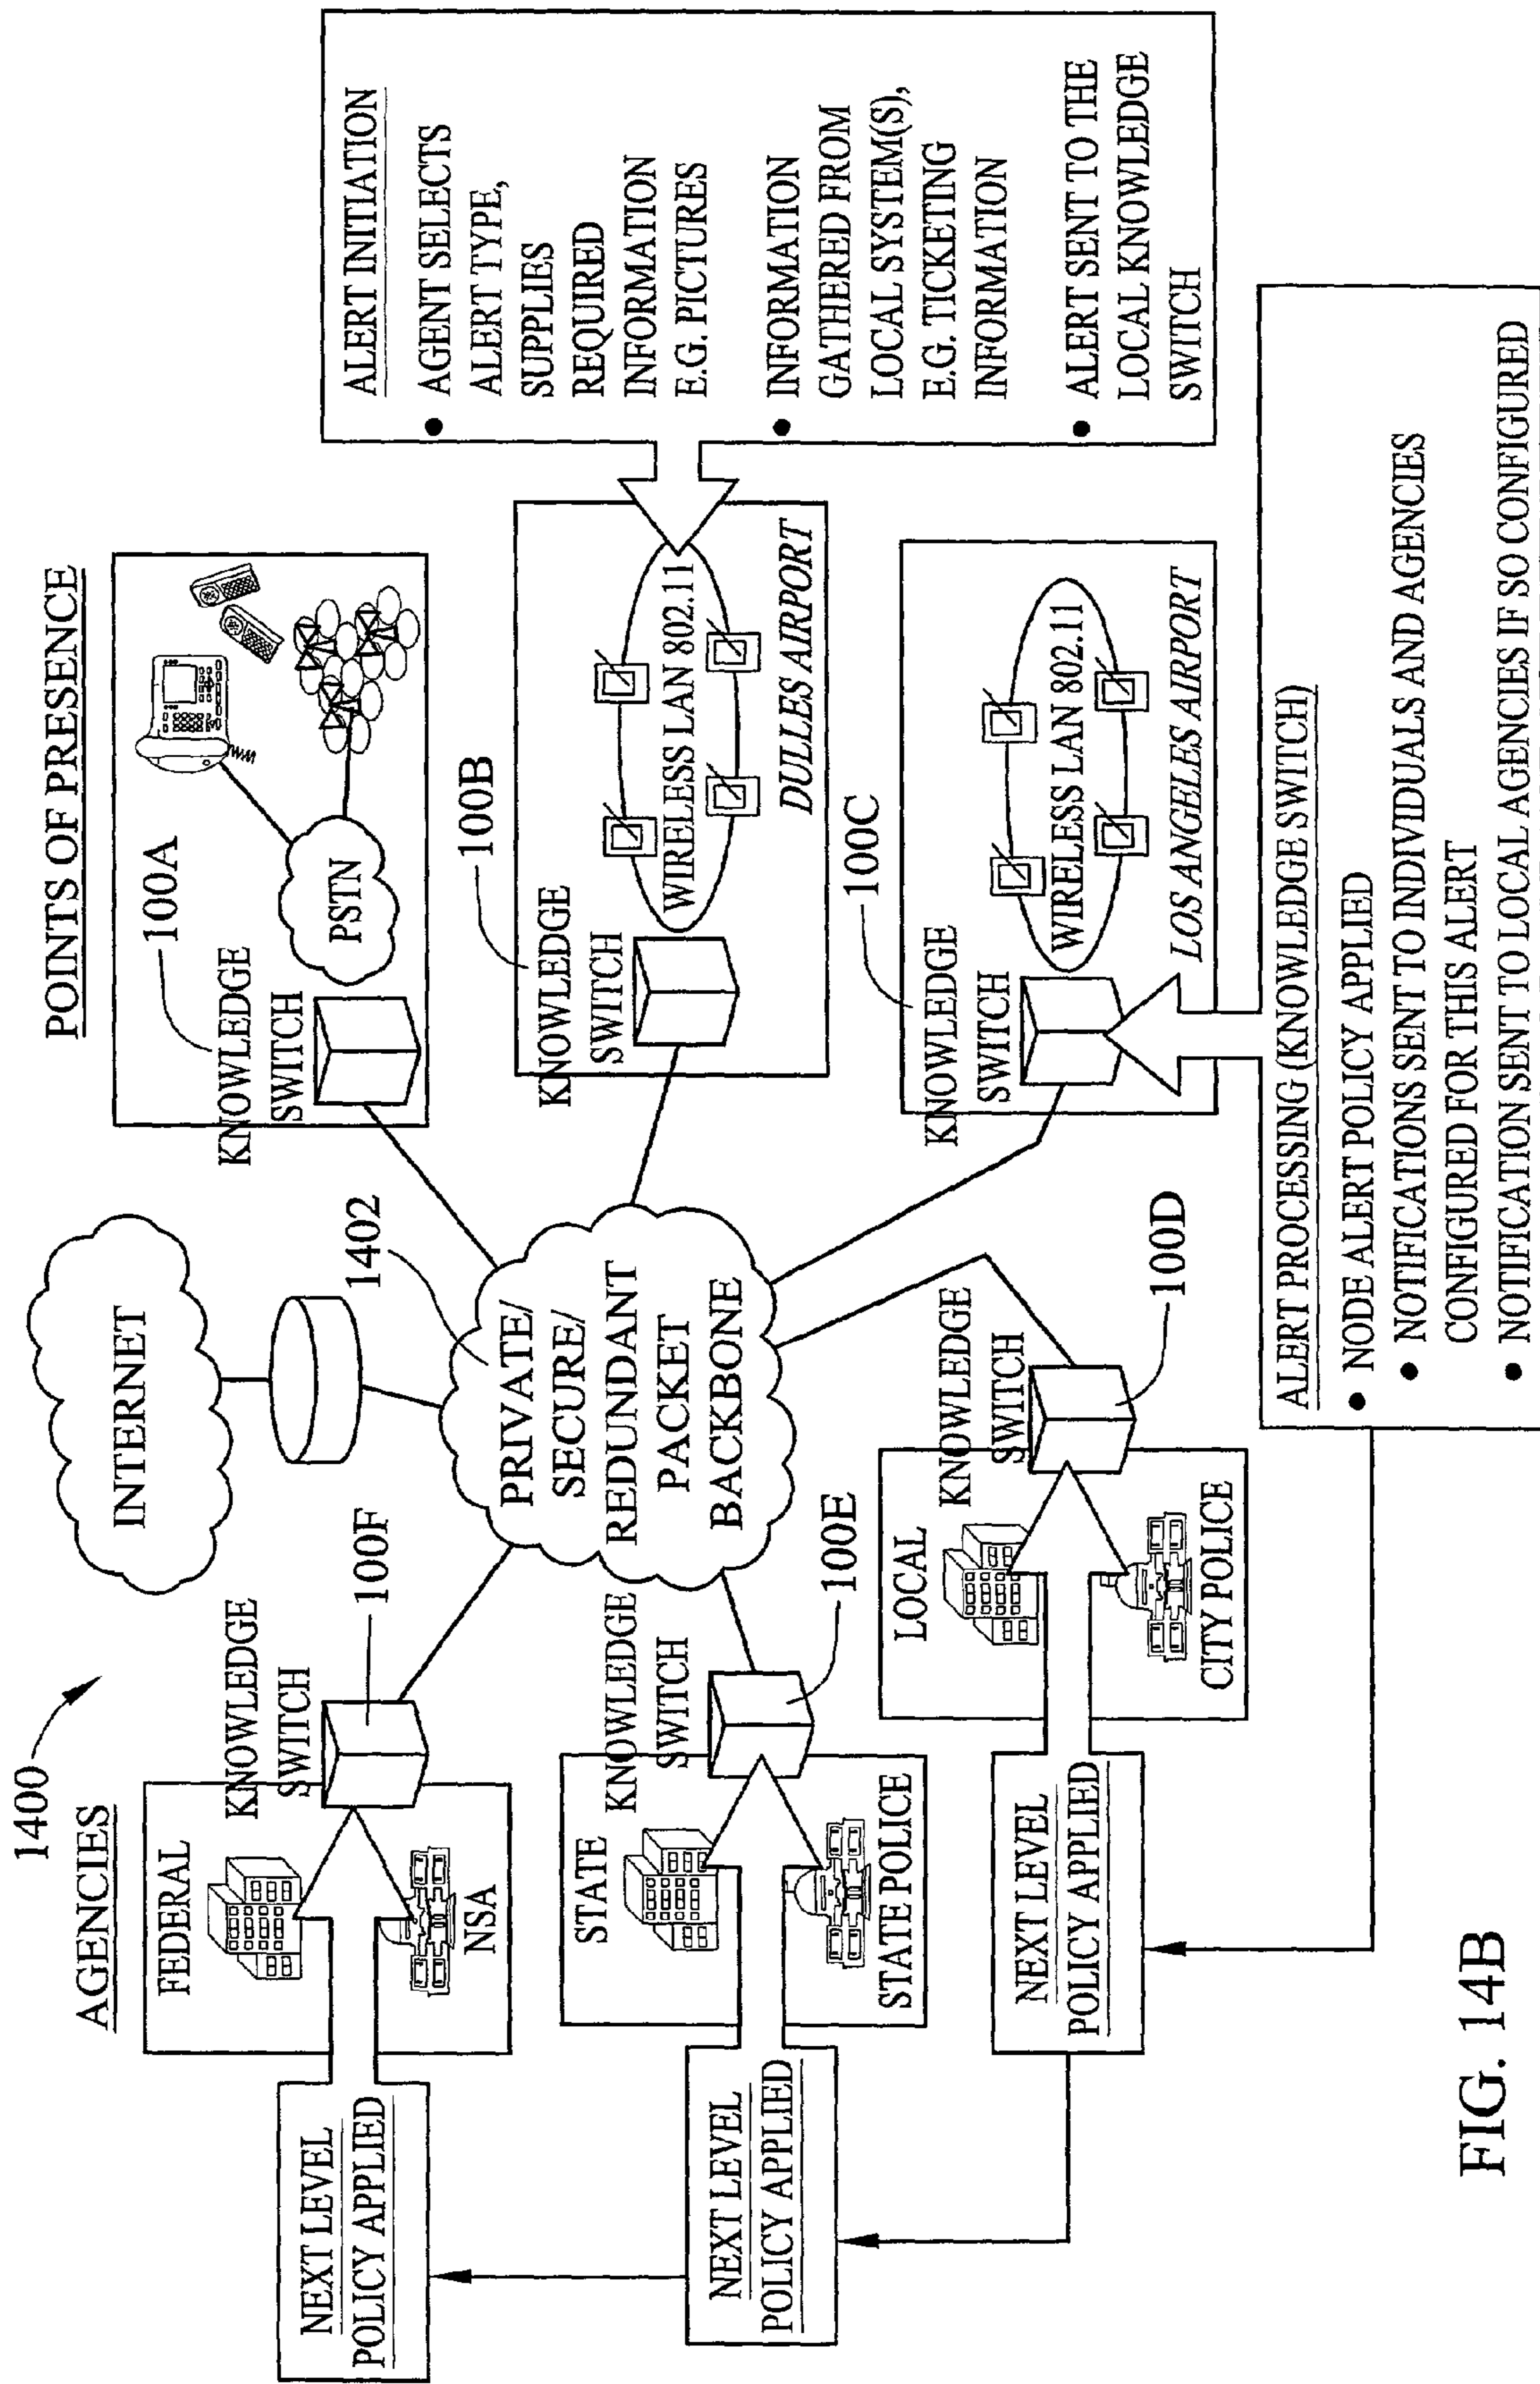 1400
AGENCIES
FEDERAL
NSA
KNOWLEDGE
SWITCH
100F
NEXT LEVEL
POLICY APPLIED
STATE
STATE POLICE
KNOWLEDGE
SWITCH
100E
NEXT LEVEL
POLICY APPLIED
LOCAL
CITY POLICE
KNOWLEDGE
SWITCH
100D
NEXT LEVEL
POLICY APPLIED
INTERNET
1402
PRIVATE/
SECURE/
REDUNDANT
PACKET
BACKBONE
POINTS OF PRESENCE
100A
KNOWLEDGE
SWITCH
PSTN
100B
KNOWLEDGE
SWITCH
WIRELESS LAN 802.11
DULLES AIRPORT
100C
KNOWLEDGE
SWITCH
WIRELESS LAN 802.11
LOS ANGELES AIRPORT
ALERT INITIATION
• AGENT SELECTS
ALERT TYPE,
SUPPLIES
REQUIRED
INFORMATION
E.G. PICTURES
• INFORMATION
GATHERED FROM
LOCAL SYSTEM(S),
E.G. TICKETING
INFORMATION
• ALERT SENT TO THE
LOCAL KNOWLEDGE
SWITCH
ALERT PROCESSING (KNOWLEDGE SWITCH)
• NODE ALERT POLICY APPLIED
• NOTIFICATIONS SENT TO INDIVIDUALS AND AGENCIES
CONFIGURED FOR THIS ALERT
• NOTIFICATION SENT TO LOCAL AGENCIES IF SO CONFIGURED
FIG. 14B